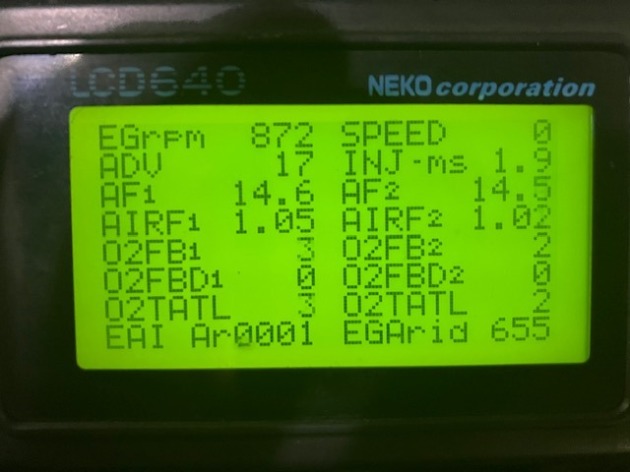 LCD640 NEKO corporation
EGrpm 872 SPEED 0
ADV 17 INJ-ms 1.9
AF1 14.6 AF2 14.5
AIRF1 1.05 AIRF2 1.02
O2FB1 3 O2FB2 2
O2FBD1 0 O2FBD2 0
O2TATL 3 O2TATL 2
EAI Ar0001 EGArid 655